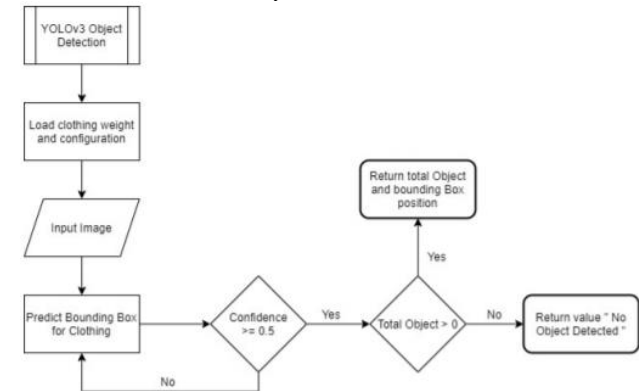 YOLOv3 Object
Detection
Load clothing weight
and configuration
Input Image
Predict Bounding Box
for Clothing
Confidence
>= 0.5
Yes
No
Total Object > 0
Yes
Return total Object
and bounding Box
position
No
Return value " No
Object Detected "